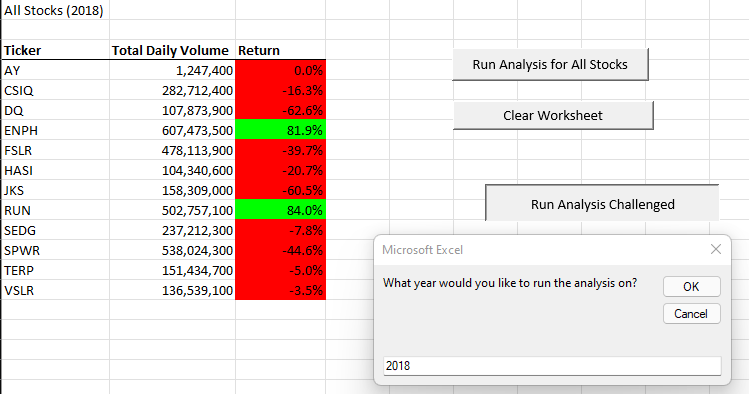 All Stocks (2018)
Ticker Total Daily Volume Return
AY 1,247,400 0.0%
CSIQ 282,712,400 -16.3%
DQ 107,873,900 -62.6%
ENPH 607,473,500 81.9%
FSLR 478,113,900 -39.7%
HASI 104,340,600 -20.7%
JKS 158,309,000 -60.5%
RUN 502,757,100 84.0%
SEDG 237,212,300 -7.8%
SPWR 538,024,300 -44.6%
TERP 151,434,700 -5.0%
VSLR 136,539,100 -3.5%
Run Analysis for All Stocks
Clear Worksheet
Run Analysis Challenged
Microsoft Excel
What year would you like to run the analysis on?
OK
Cancel
2018